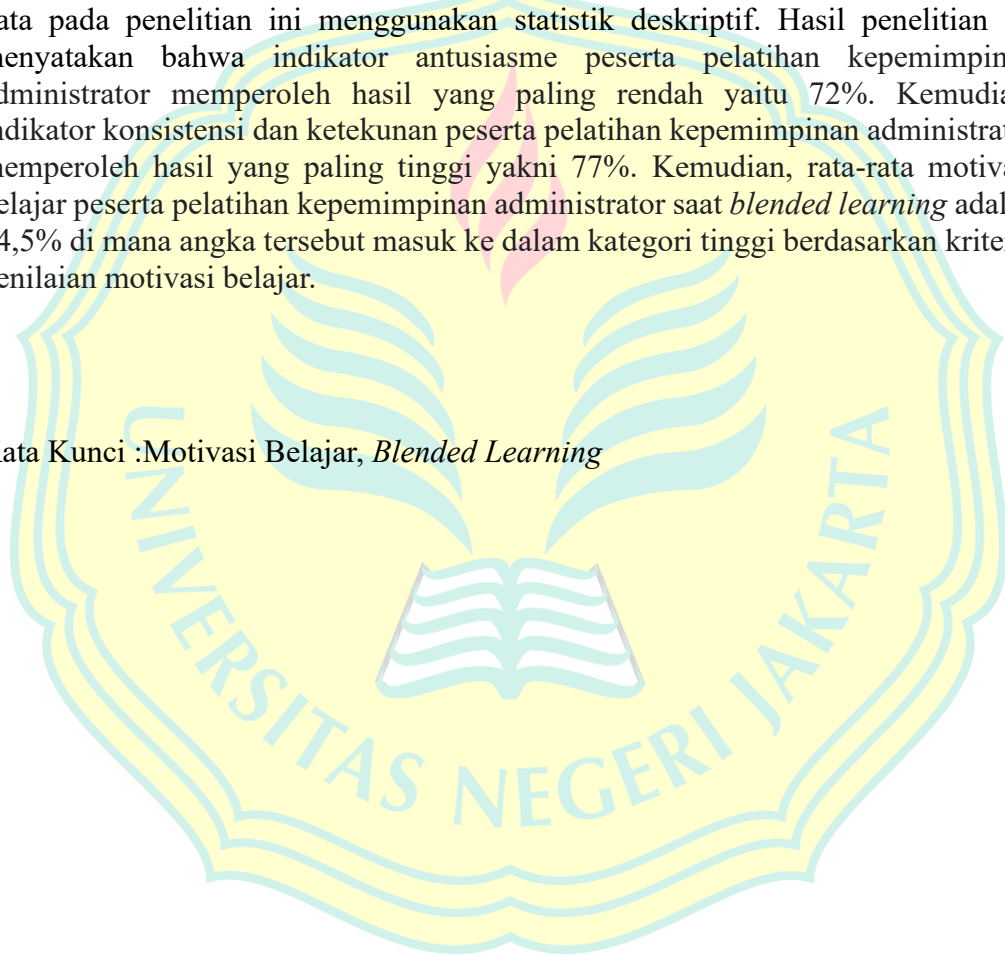 ata pada penelitian ini menggunakan statistik deskriptif. Hasil penelitian
enyatakan bahwa indikator antusiasme peserta pelatihan kepemimpin
dministrator memperoleh hasil yang paling rendah yaitu 72%. Kemudia
ndikator konsistensi dan ketekunan peserta pelatihan kepemimpinan administrat
emperoleh hasil yang paling tinggi yakni 77%. Kemudian, rata-rata motiva
elajar peserta pelatihan kepemimpinan administrator saat blended learning adal
4,5% di mana angka tersebut masuk ke dalam kategori tinggi berdasarkan kriter
enilaian motivasi belajar.
ata Kunci :Motivasi Belajar, Blended Learning
UNIVERSITAS NEGERI JAKARTA